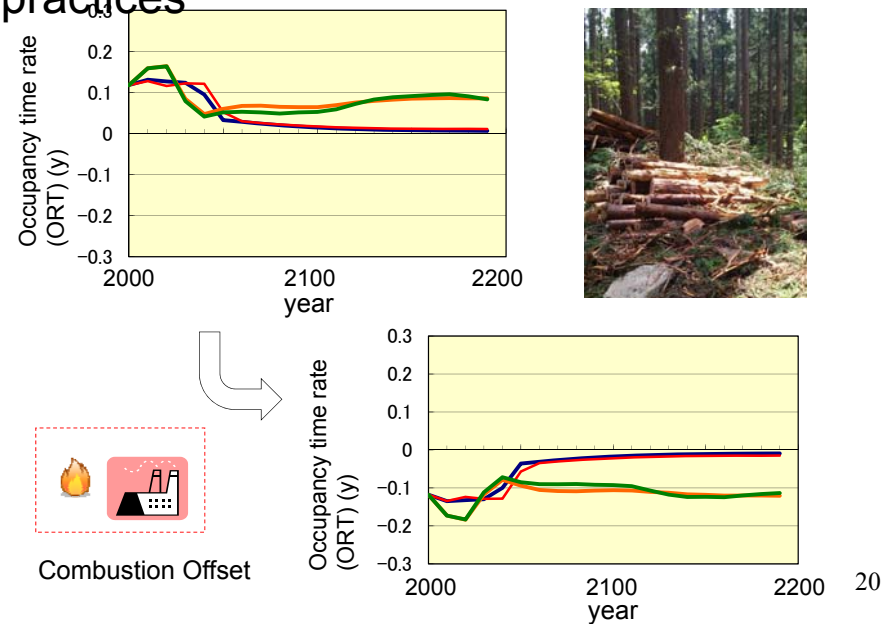 practices
0.3
0.2
0.1
0
−0.1
−0.2
−0.3
Occupancy time rate
(ORT) (y)
2000
2100
2200
year
0.3
0.2
0.1
0
−0.1
−0.2
−0.3
Occupancy time rate
(ORT) (y)
2000
2100
2200
year
Combustion Offset
20